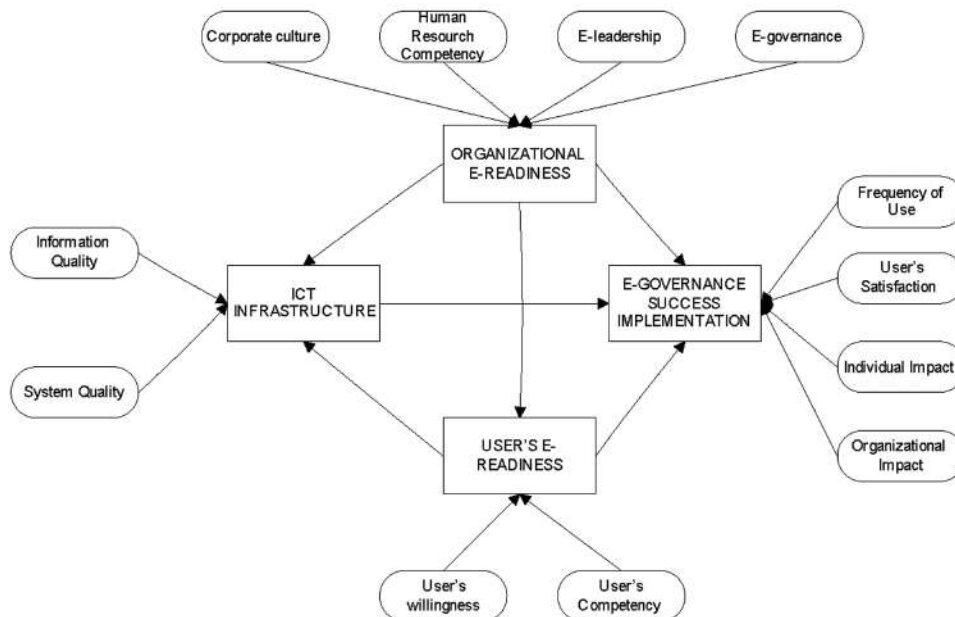 Corporate culture
Human
Resourch
Competency
E-leadership
E-governance
ORGANIZATIONAL
E-READINESS
Frequency of
Use
Information
Quality
User's
Satisfaction
ICT
INFRASTRUCTURE
E-GOVERNANCE
SUCCESS
IMPLEMENTATION
Individual Impact
System Quality
Organizational
Impact
USER'S E-
READINESS
User's
willingness
User's
Competency